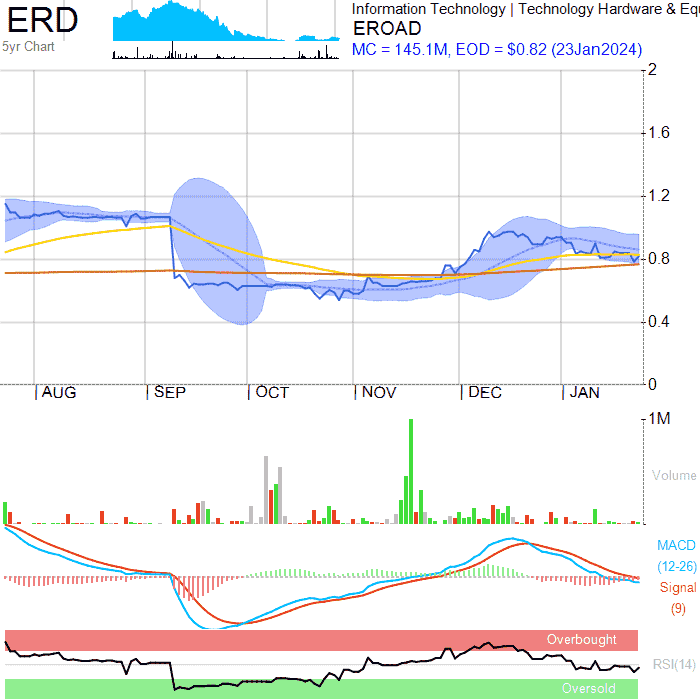 ERD
5yr Chart
Information Technology | Technology Hardware & Equ
EROAD
MC = 145.1M, EOD = $0.82 (23Jan2024)
2
1.6
1.2
0.8
0.4
0
AUG SEP OCT NOV DEC JAN
1M
Volume
MACD
(12-26)
Signal
(9)
Overbought
RSI(14)
Oversold